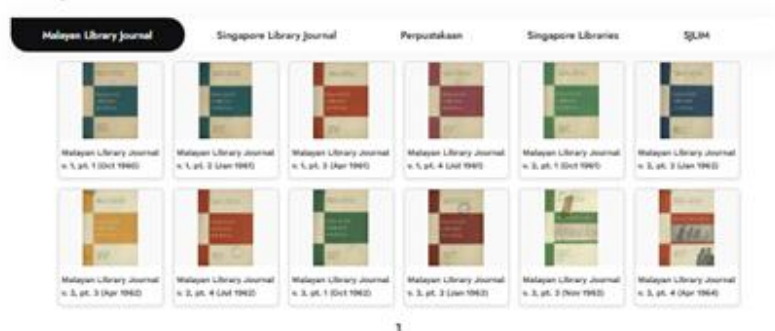 Malayan Library Journal
Singapore Library Journal
Perpustakaan
Singapore Libraries
SJLIM
Malayan Library Journal
v. 1, pt. 1 (Oct 1960)
Malayan Library Journal
v. 1, pt. 2 (Jan 1961)
Malayan Library Journal
v. 1, pt. 3 (Apr 1961)
Malayan Library Journal
v. 1, pt. 4 (Jul 1961)
Malayan Library Journal
v. 2, pt. 1 (Oct 1961)
Malayan Library Journal
v. 2, pt. 2 (Jan 1962)
Malayan Library Journal
v. 2, pt. 3 (Apr 1962)
Malayan Library Journal
v. 2, pt. 4 (Jul 1962)
Malayan Library Journal
v. 3, pt. 1 (Oct 1962)
Malayan Library Journal
v. 3, pt. 2 (Jan 1963)
Malayan Library Journal
v. 3, pt. 3 (Nov 1963)
Malayan Library Journal
v. 3, pt. 4 (Apr 1964)
1